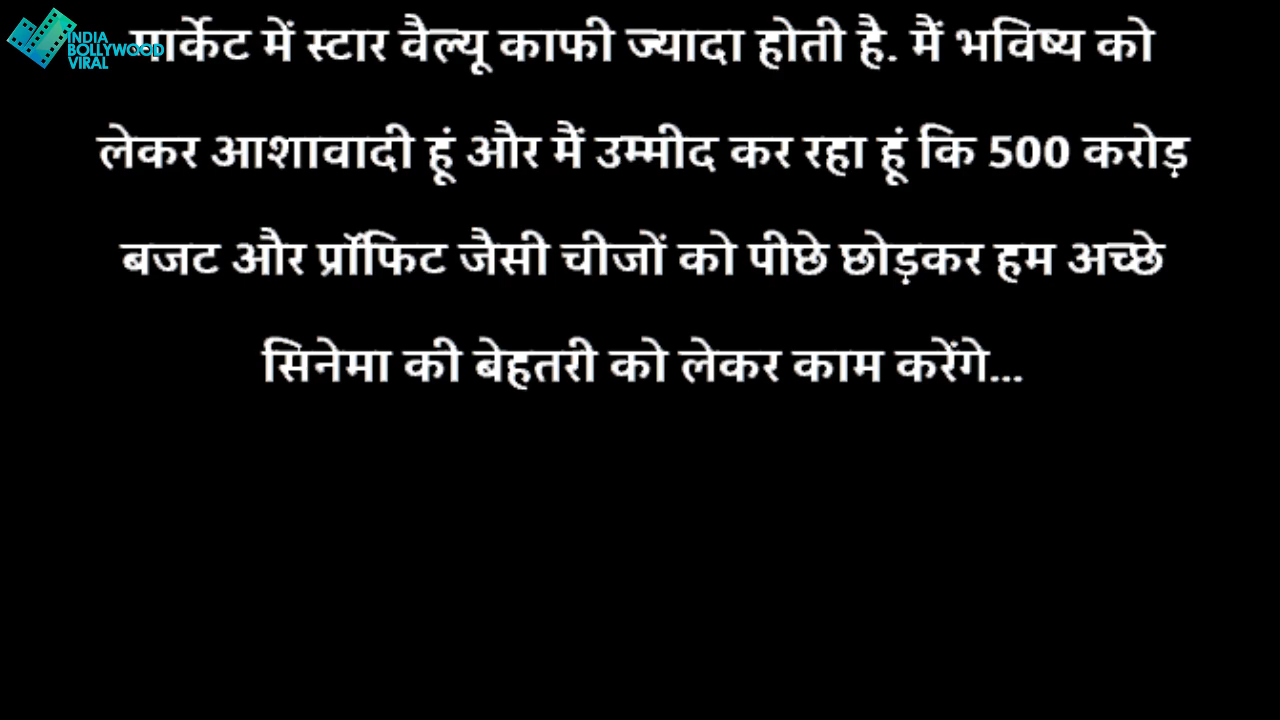 INDIA
BOLLYWOOD
VIRAL
मार्केट में स्टार वैल्यू काफी ज्यादा होती है. मैं भविष्य को
लेकर आशावादी हूं और मैं उम्मीद कर रहा हूं कि 500 करोड़
बजट और प्रॉफिट जैसी चीजों को पीछे छोड़कर हम अच्छे
सिनेमा की बेहतरी को लेकर काम करेंगे...